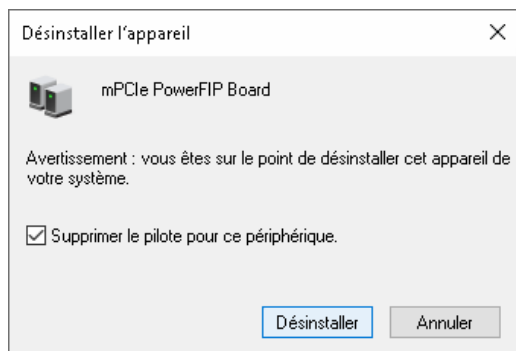 Désinstaller l'appareil
mPCIe PowerFIP Board
Avertissement : vous êtes sur le point de désinstaller cet appareil de
votre système.
Supprimer le pilote pour ce périphérique.
Désinstaller
Annuler